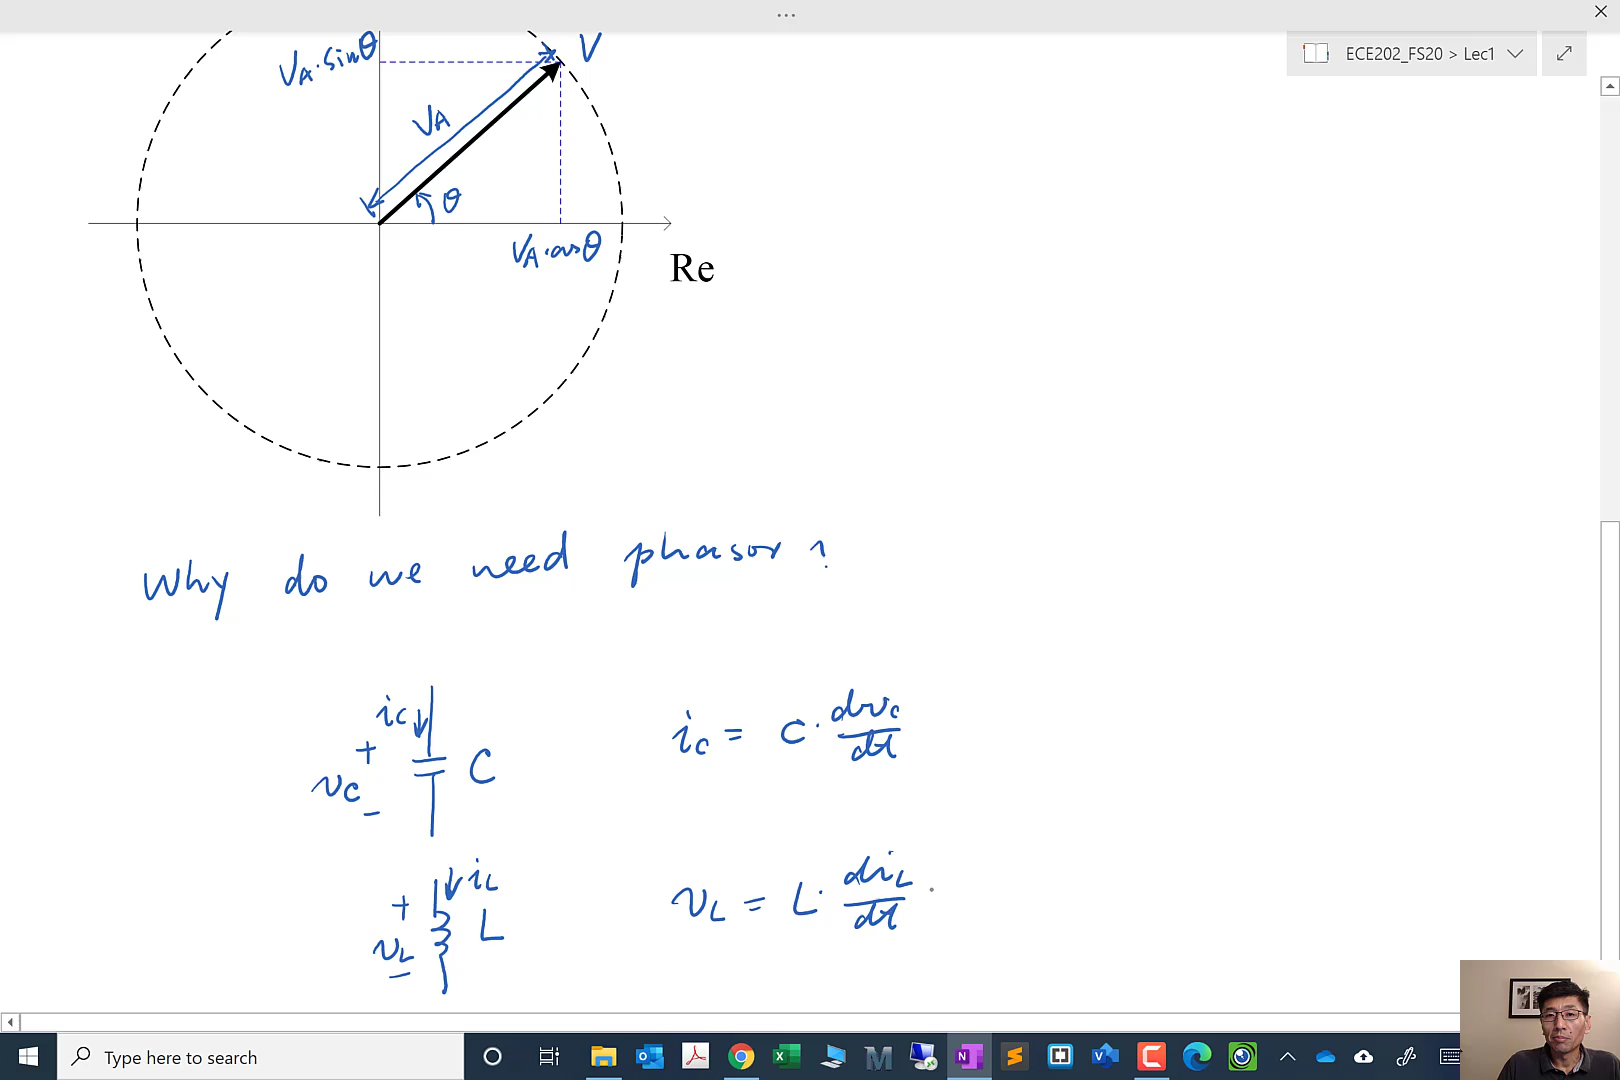 ...
ECE202_FS20 > Lec1
V_A·sinθ
V
V_A
θ
V_A·cosθ
Re
Why do we need phasor?
i_C
+
v_C
-
C
i_C = C·dv_C/dt
i_L
+
v_L
-
L
v_L = L·di_L/dt
Type here to search